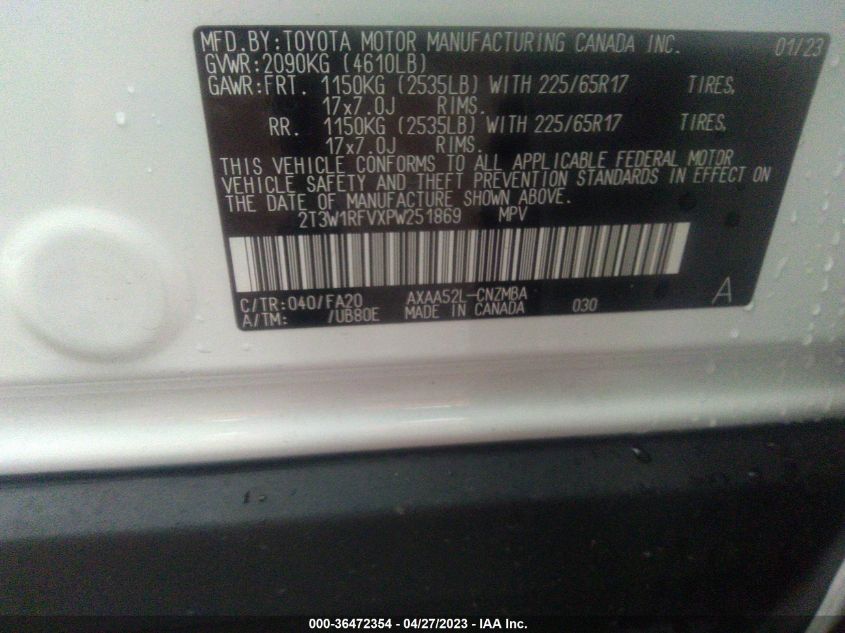 MFD.BY:TOYOTA MOTOR MANUFACTURING CANADA INC. 01/23
GVWR:2090KG (4610LB)
GAWR:FRT. 1150KG (2535LB) WITH 225/65R17 TIRES,
17x7.0J RIMS.
RR. 1150KG (2535LB) WITH 225/65R17 TIRES,
17x7.0J RIMS.
THIS VEHICLE CONFORMS TO ALL APPLICABLE FEDERAL MOTOR
VEHICLE SAFETY AND THEFT PREVENTION STANDARDS IN EFFECT ON
THE DATE OF MANUFACTURE SHOWN ABOVE.
2T3W1RFVXPW251869 MPV
C/TR:040/FA20 AXAA52L-CNZMBA 030 A
A/TM: /UB80E MADE IN CANADA
000-36472354 - 04/27/2023 - IAA Inc.